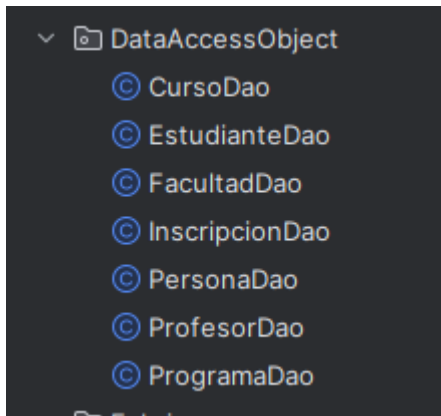 DataAccessObject
CursoDao
EstudianteDao
FacultadDao
InscripcionDao
PersonaDao
ProfesorDao
ProgramaDao